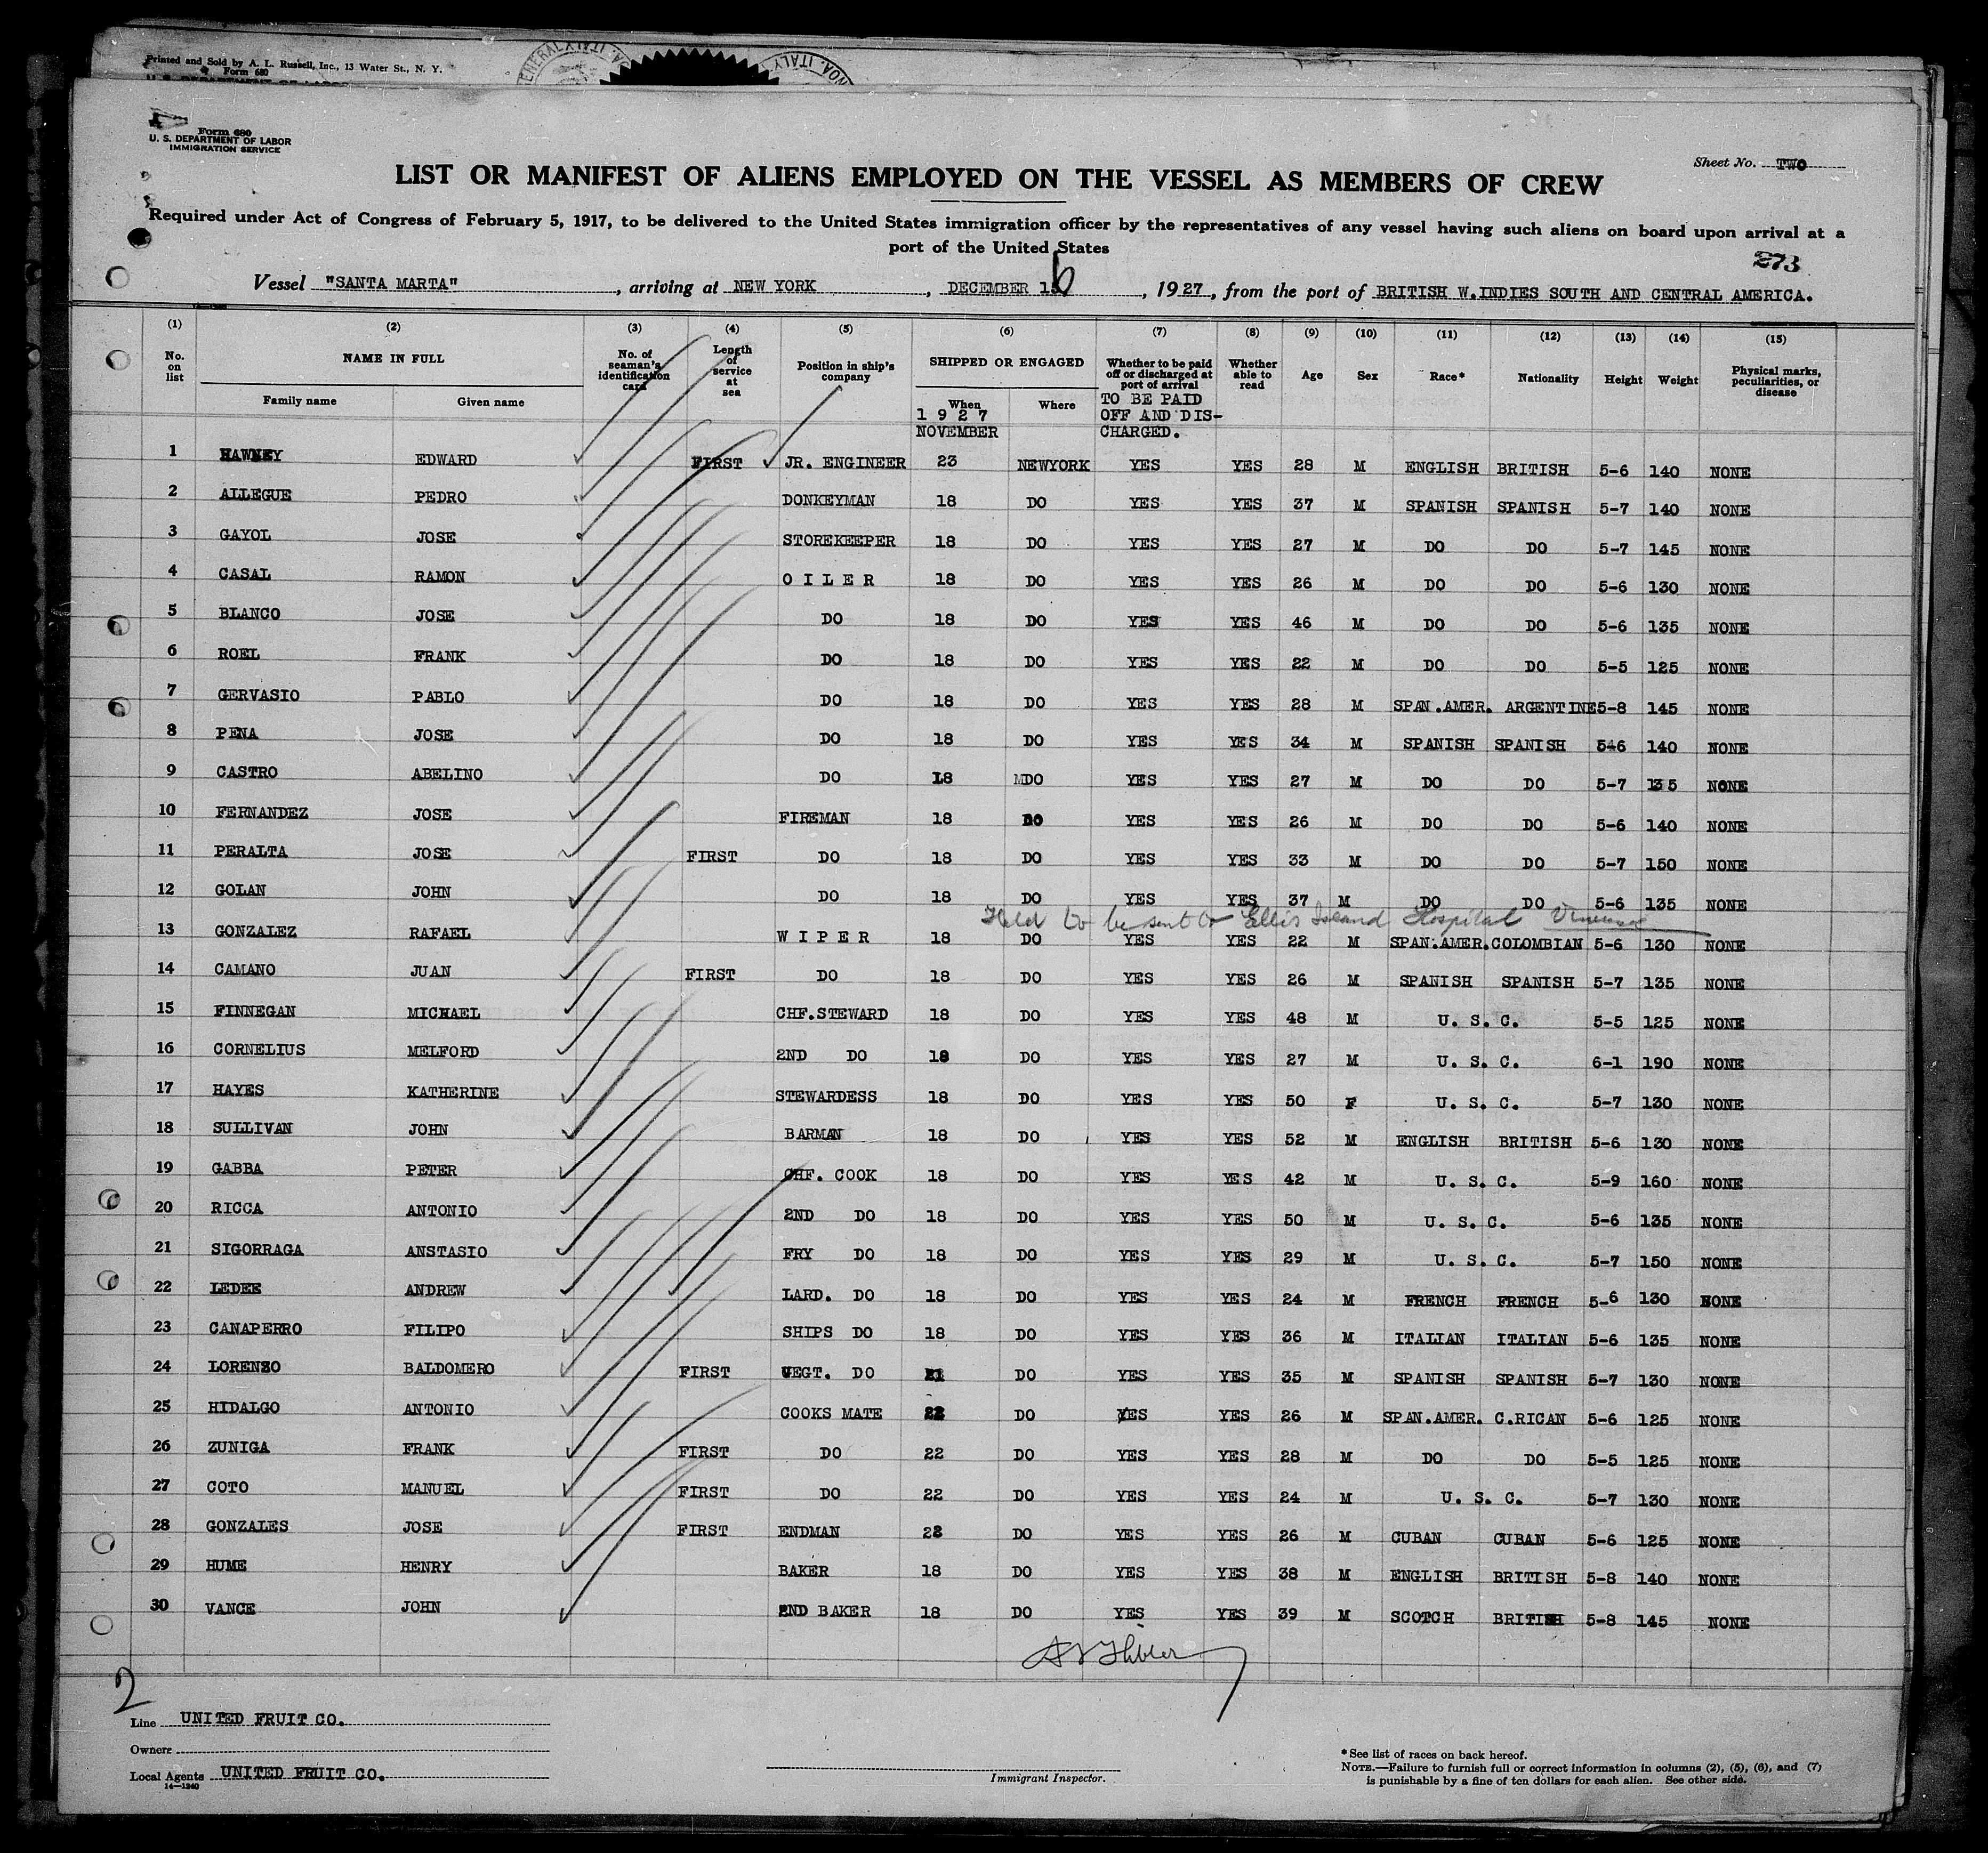 Printed and Sold by A. L. Russell, Inc., 13 Water St., N. Y.
Form 680
Form 680
U. S. DEPARTMENT OF LABOR
IMMIGRATION SERVICE
Sheet No. TWO
LIST OR MANIFEST OF ALIENS EMPLOYED ON THE VESSEL AS MEMBERS OF CREW
Required under Act of Congress of February 5, 1917, to be delivered to the United States immigration officer by the representatives of any vessel having such aliens on board upon arrival at a
port of the United States
273
Vessel "SANTA MARTA", arriving at NEW YORK, DECEMBER 16, 1927, from the port of BRITISH W.INDIES SOUTH AND CENTRAL AMERICA.
(1) (2) (3) (4) (5) (6) (7) (8) (9) (10) (11) (12) (13) (14) (15)
No. on list NAME IN FULL No. of seaman's identification card Length of service at sea Position in ship's company SHIPPED OR ENGAGED Whether to be paid off or discharged at port of arrival Whether able to read Age Sex Race* Nationality Height Weight Physical marks, peculiarities, or disease
Family name Given name When Where TO BE PAID
1 9 2 7 OFF AND DIS-
NOVEMBER CHARGED.
1 HAWNEY EDWARD FIRST JR. ENGINEER 23 NEWYORK YES YES 28 M ENGLISH BRITISH 5-6 140 NONE
2 ALLEGUE PEDRO DONKEYMAN 18 DO YES YES 37 M SPANISH SPANISH 5-7 140 NONE
3 GAYOL JOSE STOREKEEPER 18 DO YES YES 27 M DO DO 5-7 145 NONE
4 CASAL RAMON O I L E R 18 DO YES YES 26 M DO DO 5-6 130 NONE
5 BLANCO JOSE DO 18 DO YES YES 46 M DO DO 5-6 135 NONE
6 ROEL FRANK DO 18 DO YES YES 22 M DO DO 5-5 125 NONE
7 GERVASIO PABLO DO 18 DO YES YES 28 M SPAN.AMER. ARGENTINE 5-8 145 NONE
8 PENA JOSE DO 18 DO YES YES 34 M SPANISH SPANISH 5-6 140 NONE
9 CASTRO ABELINO DO 18 DO YES YES 27 M DO DO 5-7 135 NONE
10 FERNANDEZ JOSE FIREMAN 18 DO YES YES 26 M DO DO 5-6 140 NONE
11 PERALTA JOSE FIRST DO 18 DO YES YES 33 M DO DO 5-7 150 NONE
12 GOLAN JOHN DO 18 DO YES YES 37 M DO DO 5-6 135 NONE
Held to be sent to Ellis Island Hospital
13 GONZALEZ RAFAEL W I P E R 18 DO YES YES 22 M SPAN.AMER. COLOMBIAN 5-6 130 NONE
14 CAMANO JUAN FIRST DO 18 DO YES YES 26 M SPANISH SPANISH 5-7 135 NONE
15 FINNEGAN MICHAEL CHF.STEWARD 18 DO YES YES 48 M U. S. C. 5-5 125 NONE
16 CORNELIUS MELFORD 2ND DO 18 DO YES YES 27 M U. S. C. 6-1 190 NONE
17 HAYES KATHERINE STEWARDESS 18 DO YES YES 50 F U. S. C. 5-7 130 NONE
18 SULLIVAN JOHN BARMAN 18 DO YES YES 52 M ENGLISH BRITISH 5-6 130 NONE
19 GABBA PETER CHF. COOK 18 DO YES YES 42 M U. S. C. 5-9 160 NONE
20 RICCA ANTONIO 2ND DO 18 DO YES YES 50 M U. S. C. 5-6 135 NONE
21 SIGORRAGA ANSTASIO FRY DO 18 DO YES YES 29 M U. S. C. 5-7 150 NONE
22 LEDEE ANDREW LARD. DO 18 DO YES YES 24 M FRENCH FRENCH 5-6 130 NONE
23 CANAPERRO FILIPO SHIPS DO 18 DO YES YES 36 M ITALIAN ITALIAN 5-6 135 NONE
24 LORENZO BALDOMERO FIRST VEGT. DO 21 DO YES YES 35 M SPANISH SPANISH 5-7 130 NONE
25 HIDALGO ANTONIO COOKS MATE 22 DO YES YES 26 M SPAN.AMER. C.RICAN 5-6 125 NONE
26 ZUNIGA FRANK FIRST DO 22 DO YES YES 28 M DO DO 5-5 125 NONE
27 COTO MANUEL FIRST DO 22 DO YES YES 24 M U. S. C. 5-7 130 NONE
28 GONZALES JOSE FIRST ENDMAN 23 DO YES YES 26 M CUBAN CUBAN 5-6 125 NONE
29 HUME HENRY BAKER 18 DO YES YES 38 M ENGLISH BRITISH 5-8 140 NONE
30 VANCE JOHN 2ND BAKER 18 DO YES YES 39 M SCOTCH BRITISH 5-8 145 NONE
2
Line UNITED FRUIT CO.
Owners
Local Agents UNITED FRUIT CO.
14-1240
Immigrant Inspector.
*See list of races on back hereof.
NOTE.—Failure to furnish full or correct information in columns (2), (5), (6), and (7)
is punishable by a fine of ten dollars for each alien. See other side.